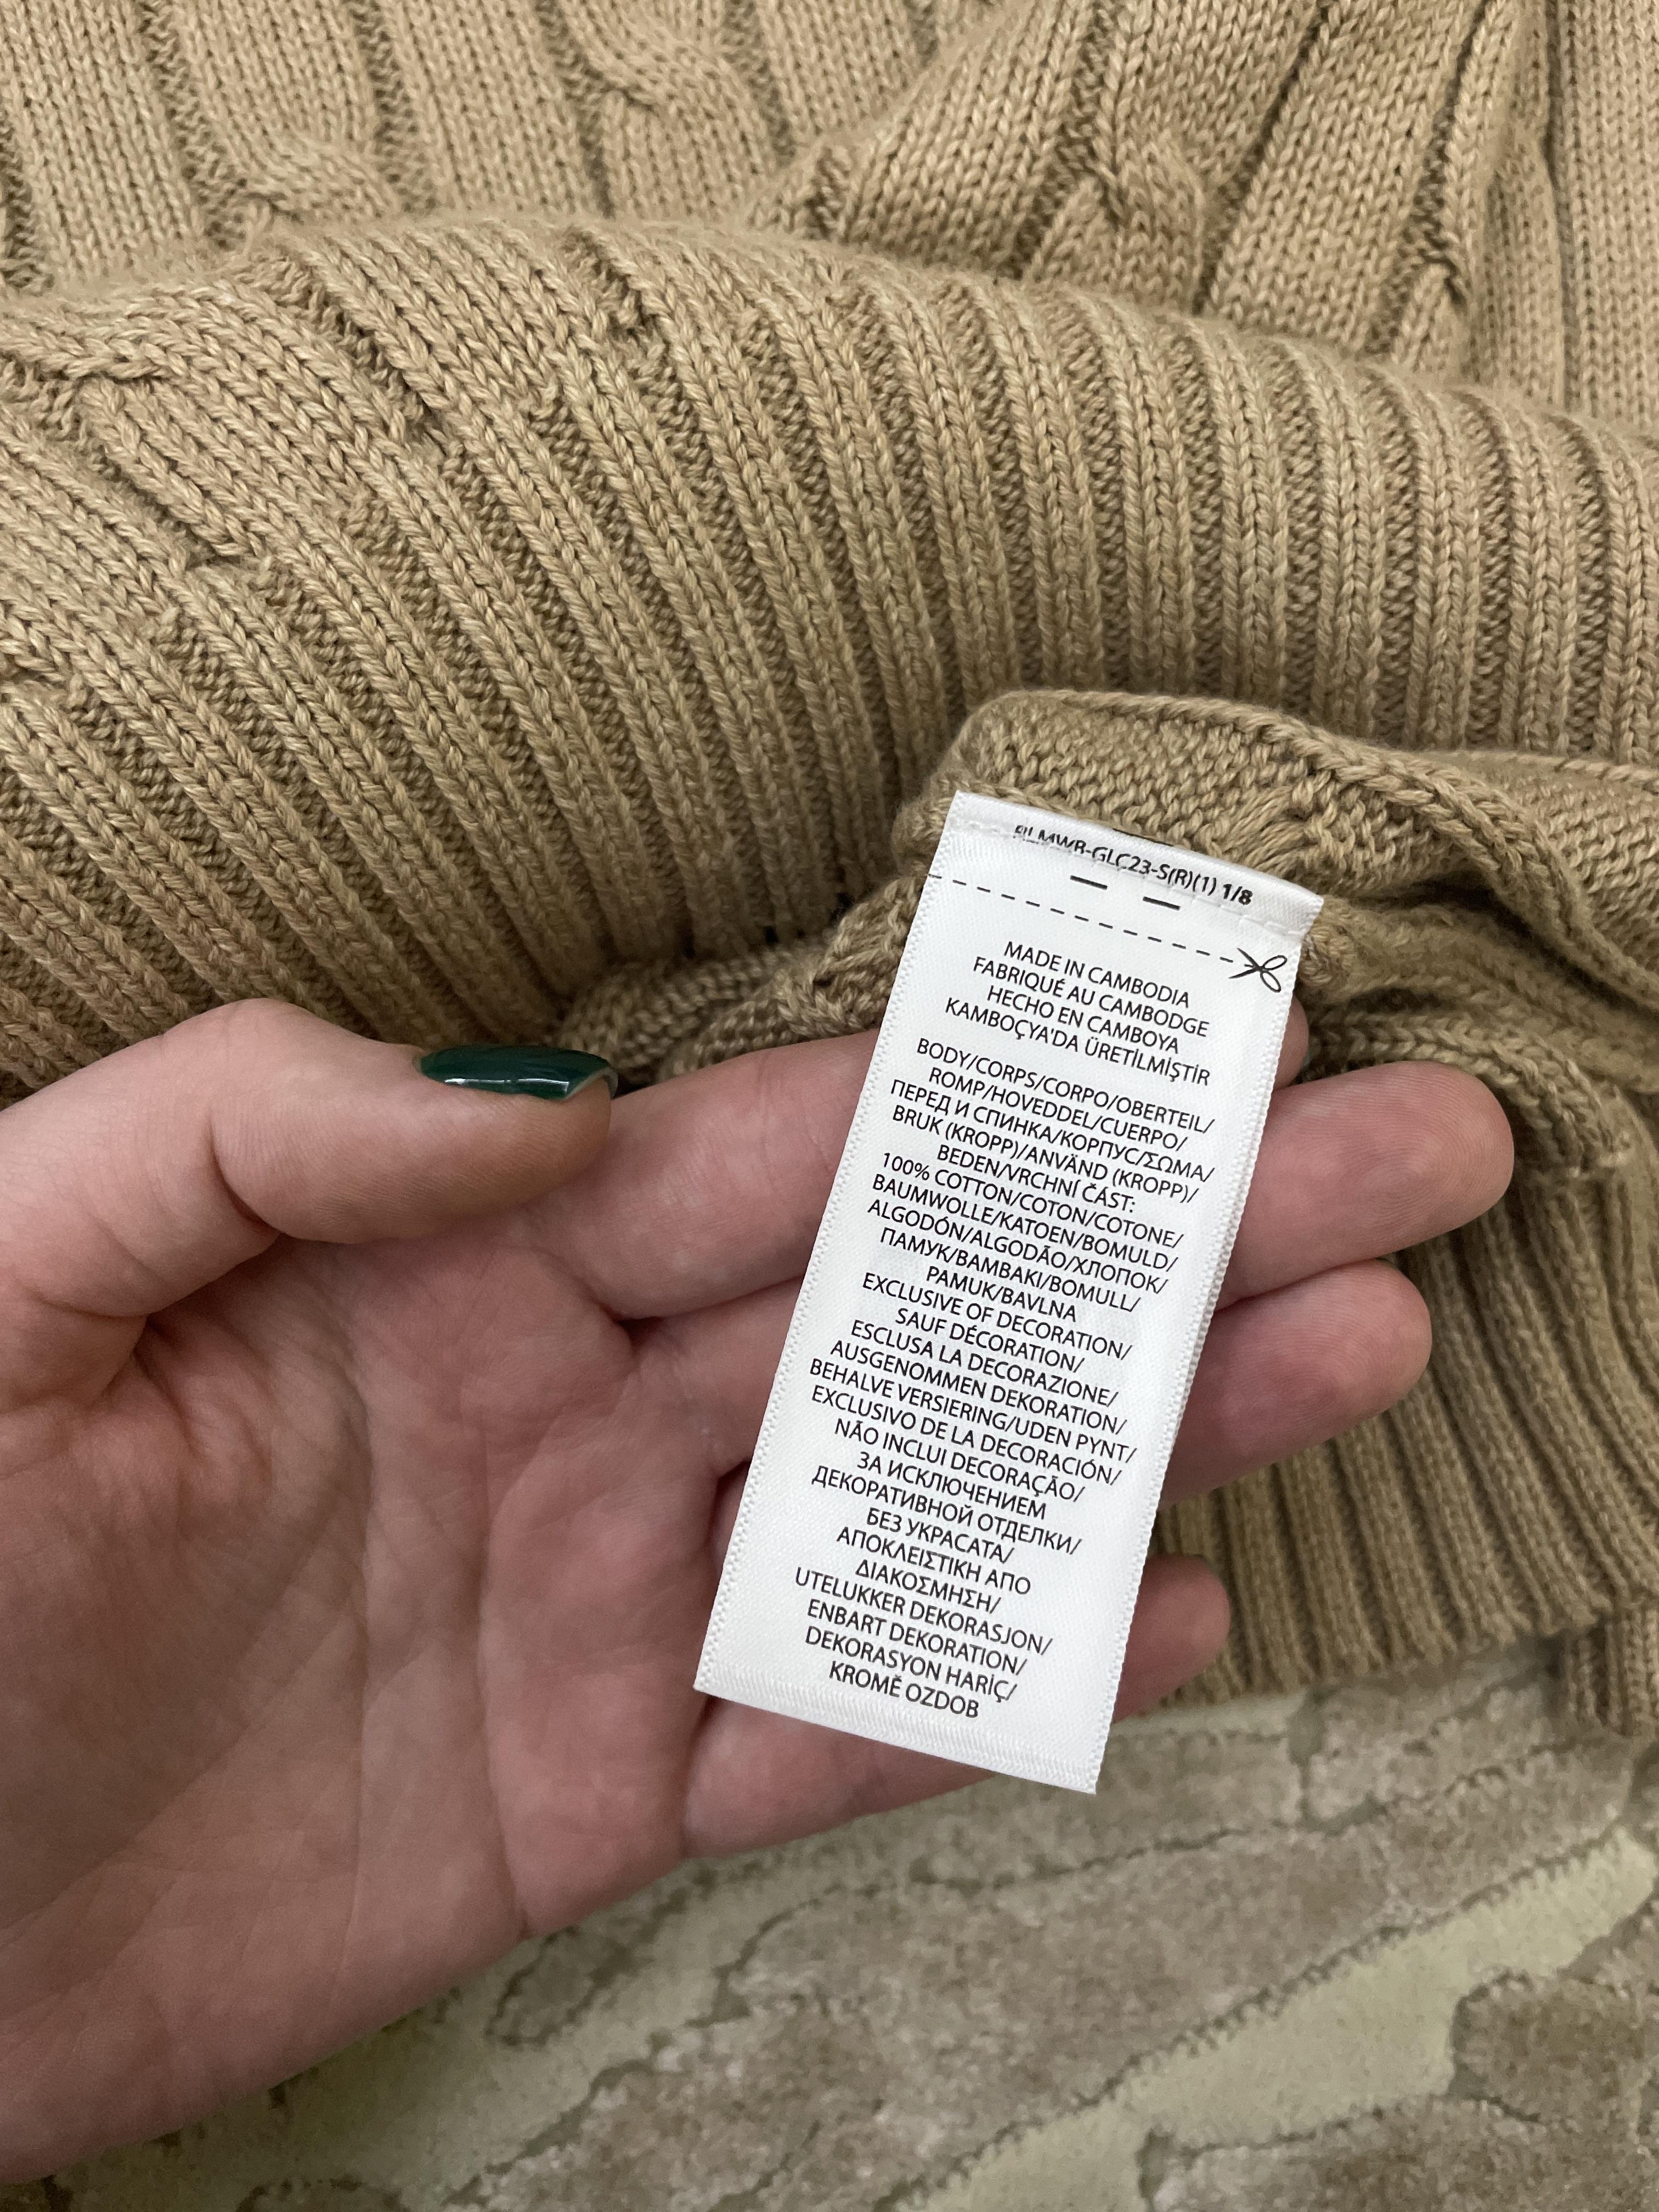 RLMWR-GLC23-S(R)(1) 1/8
MADE IN CAMBODIA
FABRIQUÉ AU CAMBODGE
HECHO EN CAMBOYA
KAMBOÇYA'DA ÜRETİLMİŞTİR
BODY/CORPS/CORPO/OBERTEIL/
ROMP/HOVEDDEL/CUERPO/
ПЕРЕД И СПИНКА/КОРПУС/ΣΩΜΑ/
BRUK (KROPP)/ANVÄND (KROPP)/
BEDEN/VRCHNÍ ČÁST:
100% COTTON/COTON/COTONE/
BAUMWOLLE/KATOEN/BOMULD/
ALGODÓN/ALGODÃO/ХЛОПОК/
ПАМУК/ΒΑΜΒΑΚΙ/BOMULL/
PAMUK/BAVLNA
EXCLUSIVE OF DECORATION/
SAUF DÉCORATION/
ESCLUSA LA DECORAZIONE/
AUSGENOMMEN DEKORATION/
BEHALVE VERSIERING/UDEN PYNT/
EXCLUSIVO DE LA DECORACIÓN/
NÃO INCLUI DECORAÇÃO/
ЗА ИСКЛЮЧЕНИЕМ
ДЕКОРАТИВНОЙ ОТДЕЛКИ/
БЕЗ УКРАСАТА/
ΑΠΟΚΛΕΙΣΤΙΚΗ ΑΠΟ
ΔΙΑΚΟΣΜΗΣΗ/
UTELUKKER DEKORASJON/
ENBART DEKORATION/
DEKORASYON HARİÇ/
KROMĚ OZDOB